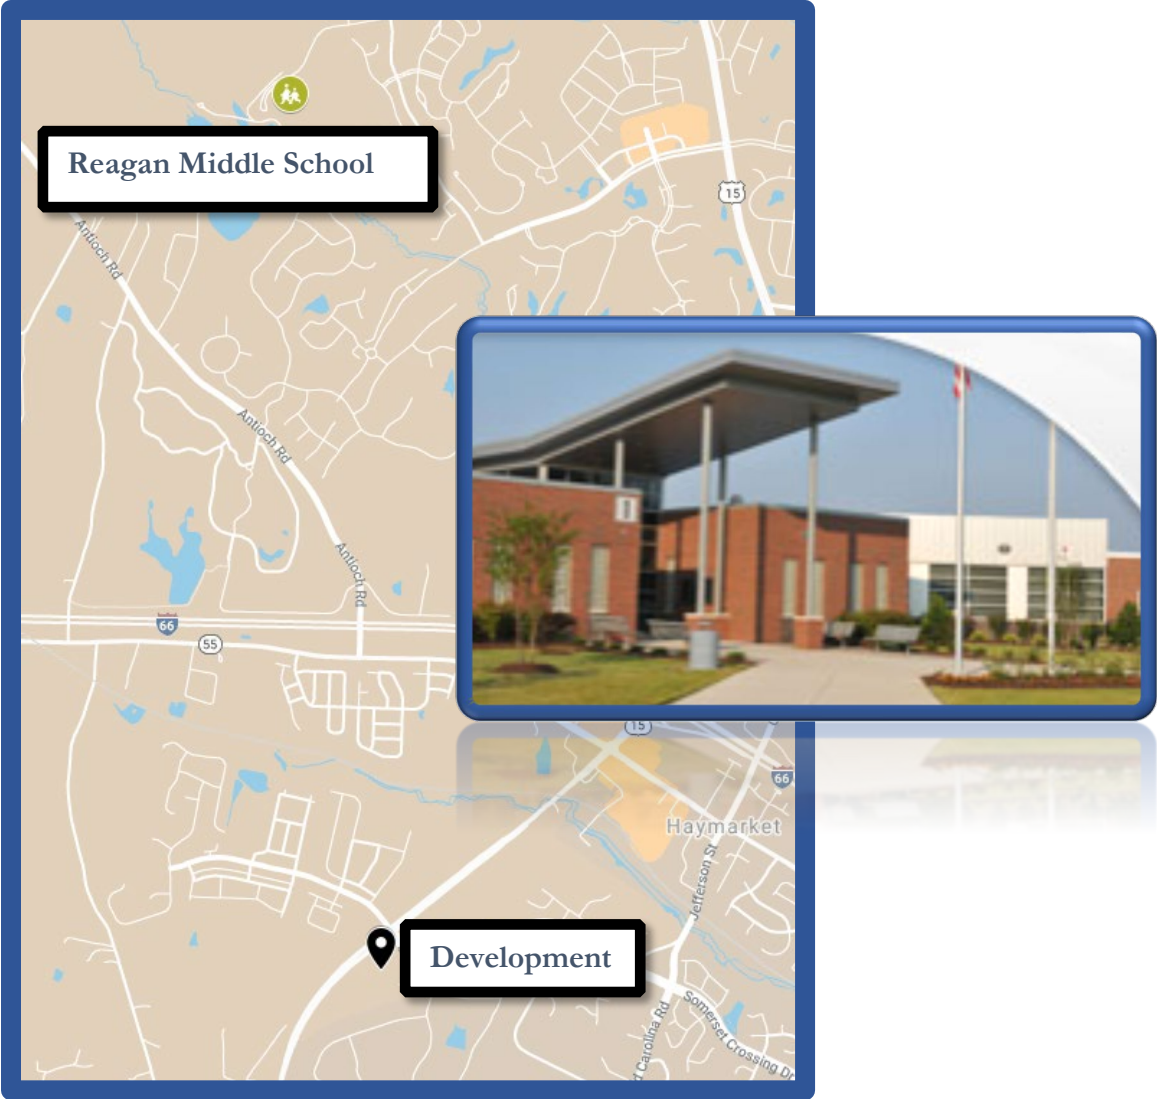 15
Reagan Middle School
Antioch Rd
Antioch Rd
Antioch Rd
66
55
15
66
Haymarket
Jefferson St
Development
d Carolina Rd
Somerset Crossing Dr